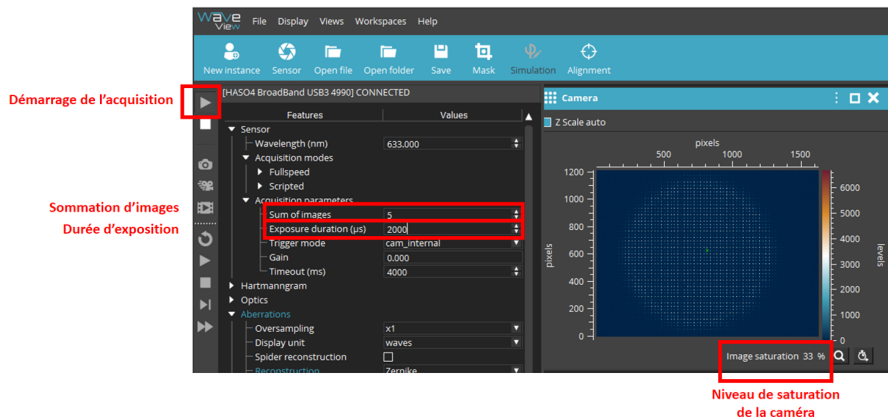 Wave
View
File Display Views Workspaces Help
New instance Sensor Open file Open folder Save Mask Simulation Alignment
Démarrage de l'acquisition
[HASO4 BroadBand USB3 4990] CONNECTED
Features Values
Sensor
Wavelength (nm) 633.000
Acquisition modes
Fullspeed
Scripted
Acquisition parameters
Sommation d'images
Sum of images 5
Durée d'exposition
Exposure duration (µs) 2000
Trigger mode cam_internal
Gain 0.000
Timeout (ms) 4000
Hartmanngram
Optics
Aberrations
Oversampling x1
Display unit waves
Spider reconstruction
Reconstruction Zernike
Camera
Z Scale auto
pixels
500 1000 1500
1200
1000
800
600
400
200
0
pixels
6000
5000
4000
3000
2000
1000
0
levels
Image saturation 33 %
Niveau de saturation
de la caméra